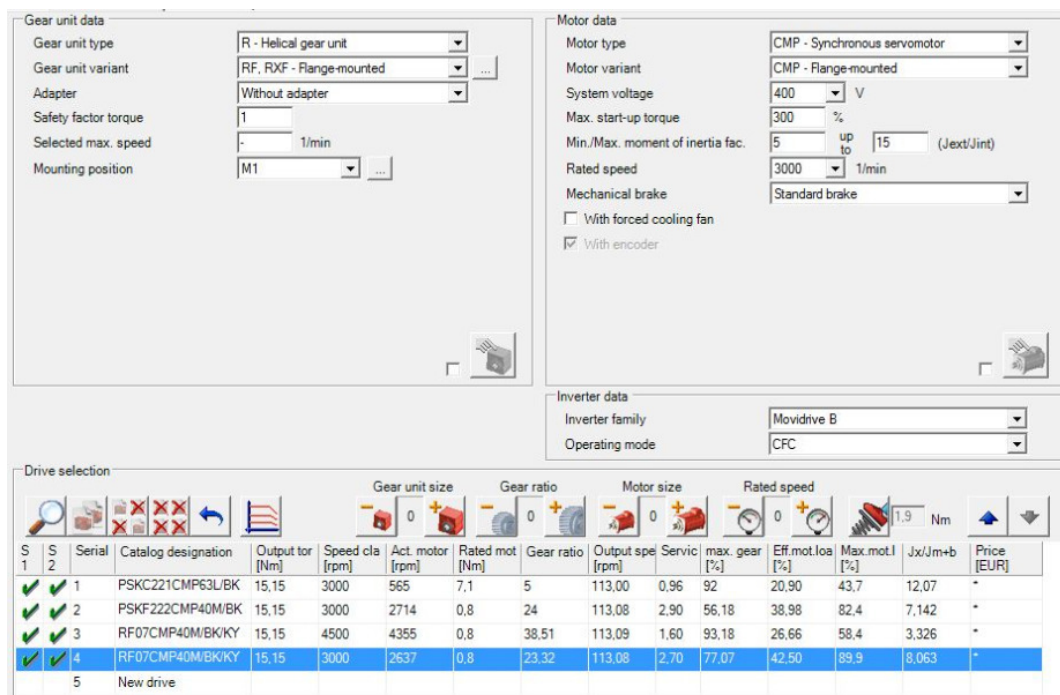 Gear unit data
Gear unit type R - Helical gear unit
Gear unit variant RF, RXF - Flange-mounted ...
Adapter Without adapter
Safety factor torque 1
Selected max. speed - 1/min
Mounting position M1 ...
Motor data
Motor type CMP - Synchronous servomotor
Motor variant CMP - Flange-mounted
System voltage 400 V
Max. start-up torque 300 %
Min./Max. moment of inertia fac. 5 up to 15 (Jext/Jint)
Rated speed 3000 1/min
Mechanical brake Standard brake
With forced cooling fan
With encoder
Inverter data
Inverter family Movidrive B
Operating mode CFC
Drive selection
Gear unit size Gear ratio Motor size Rated speed
0 0 0 0 1,9 Nm
S 1 S 2 Serial Catalog designation Output tor [Nm] Speed cla [rpm] Act. motor [rpm] Rated mot [Nm] Gear ratio Output spe [rpm] Servic max. gear [%] Eff.mot.loa [%] Max.mot.l [%] Jx/Jm+b Price [EUR]
1 PSKC221CMP63L/BK 15,15 3000 565 7,1 5 113,00 0,96 92 20,90 43,7 12,07 *
2 PSKF222CMP40M/BK 15,15 3000 2714 0,8 24 113,08 2,90 56,18 38,98 82,4 7,142 *
3 RF07CMP40M/BK/KY 15,15 4500 4355 0,8 38,51 113,09 1,60 93,18 26,66 58,4 3,326 *
4 RF07CMP40M/BK/KY 15,15 3000 2637 0,8 23,32 113,08 2,70 77,07 42,50 89,9 8,063 *
5 New drive